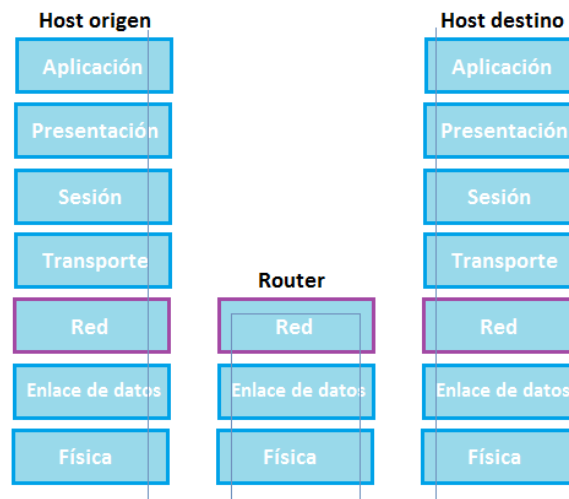 Host origen
Aplicación
Presentación
Sesión
Transporte
Red
Enlace de datos
Física
Router
Red
Enlace de datos
Física
Host destino
Aplicación
Presentación
Sesión
Transporte
Red
Enlace de datos
Física